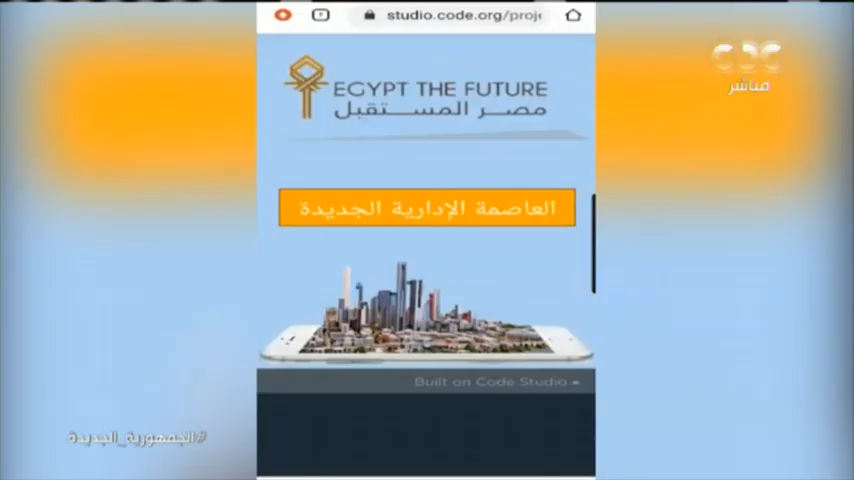 studio.code.org/proj
EGYPT THE FUTURE
مصر المستقبل
العاصمة الإدارية الجديدة
Built on Code Studio
cbc
مباشر
#الجمهورية_الجديدة